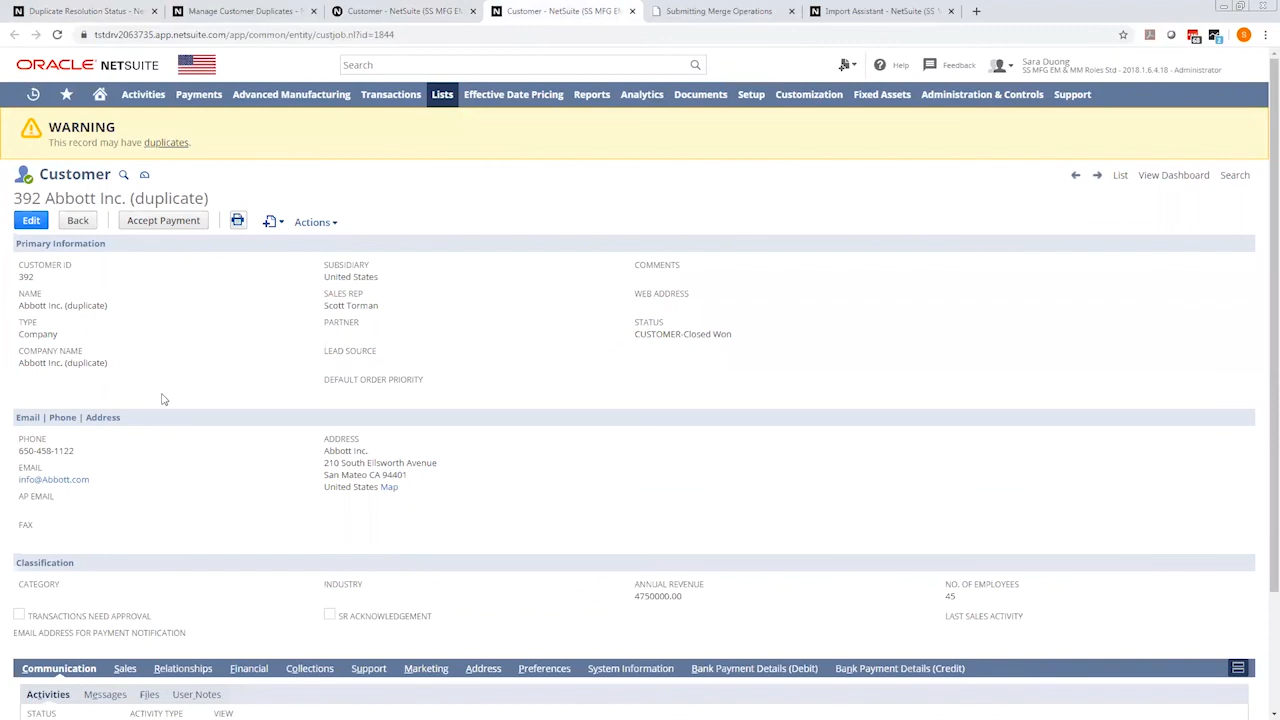 Duplicate Resolution Status - Ne
Manage Customer Duplicates - N
Customer - NetSuite (SS MFG EM
Customer - NetSuite (SS MFG EM
Submitting Merge Operations
Import Assistant - NetSuite (SS M
tstdrv2063735.app.netsuite.com/app/common/entity/custjob.nl?id=1844
S
ORACLE NETSUITE
Search
Help
Feedback
Sara Duong
SS MFG EM & MM Roles Std - 2018.1.6.4.18 - Administrator
Activities Payments Advanced Manufacturing Transactions Lists Effective Date Pricing Reports Analytics Documents Setup Customization Fixed Assets Administration & Controls Support
WARNING
This record may have duplicates.
Customer
List View Dashboard Search
392 Abbott Inc. (duplicate)
Edit Back Accept Payment Actions
Primary Information
CUSTOMER ID
392
NAME
Abbott Inc. (duplicate)
TYPE
Company
COMPANY NAME
Abbott Inc. (duplicate)
SUBSIDIARY
United States
SALES REP
Scott Torman
PARTNER
LEAD SOURCE
DEFAULT ORDER PRIORITY
COMMENTS
WEB ADDRESS
STATUS
CUSTOMER-Closed Won
Email | Phone | Address
PHONE
650-458-1122
EMAIL
info@Abbott.com
AP EMAIL
FAX
ADDRESS
Abbott Inc.
210 South Ellsworth Avenue
San Mateo CA 94401
United States Map
Classification
CATEGORY
INDUSTRY
ANNUAL REVENUE
4750000.00
NO. OF EMPLOYEES
45
TRANSACTIONS NEED APPROVAL
SR ACKNOWLEDGEMENT
LAST SALES ACTIVITY
EMAIL ADDRESS FOR PAYMENT NOTIFICATION
Communication Sales Relationships Financial Collections Support Marketing Address Preferences System Information Bank Payment Details (Debit) Bank Payment Details (Credit)
Activities Messages Files User Notes
STATUS ACTIVITY TYPE VIEW